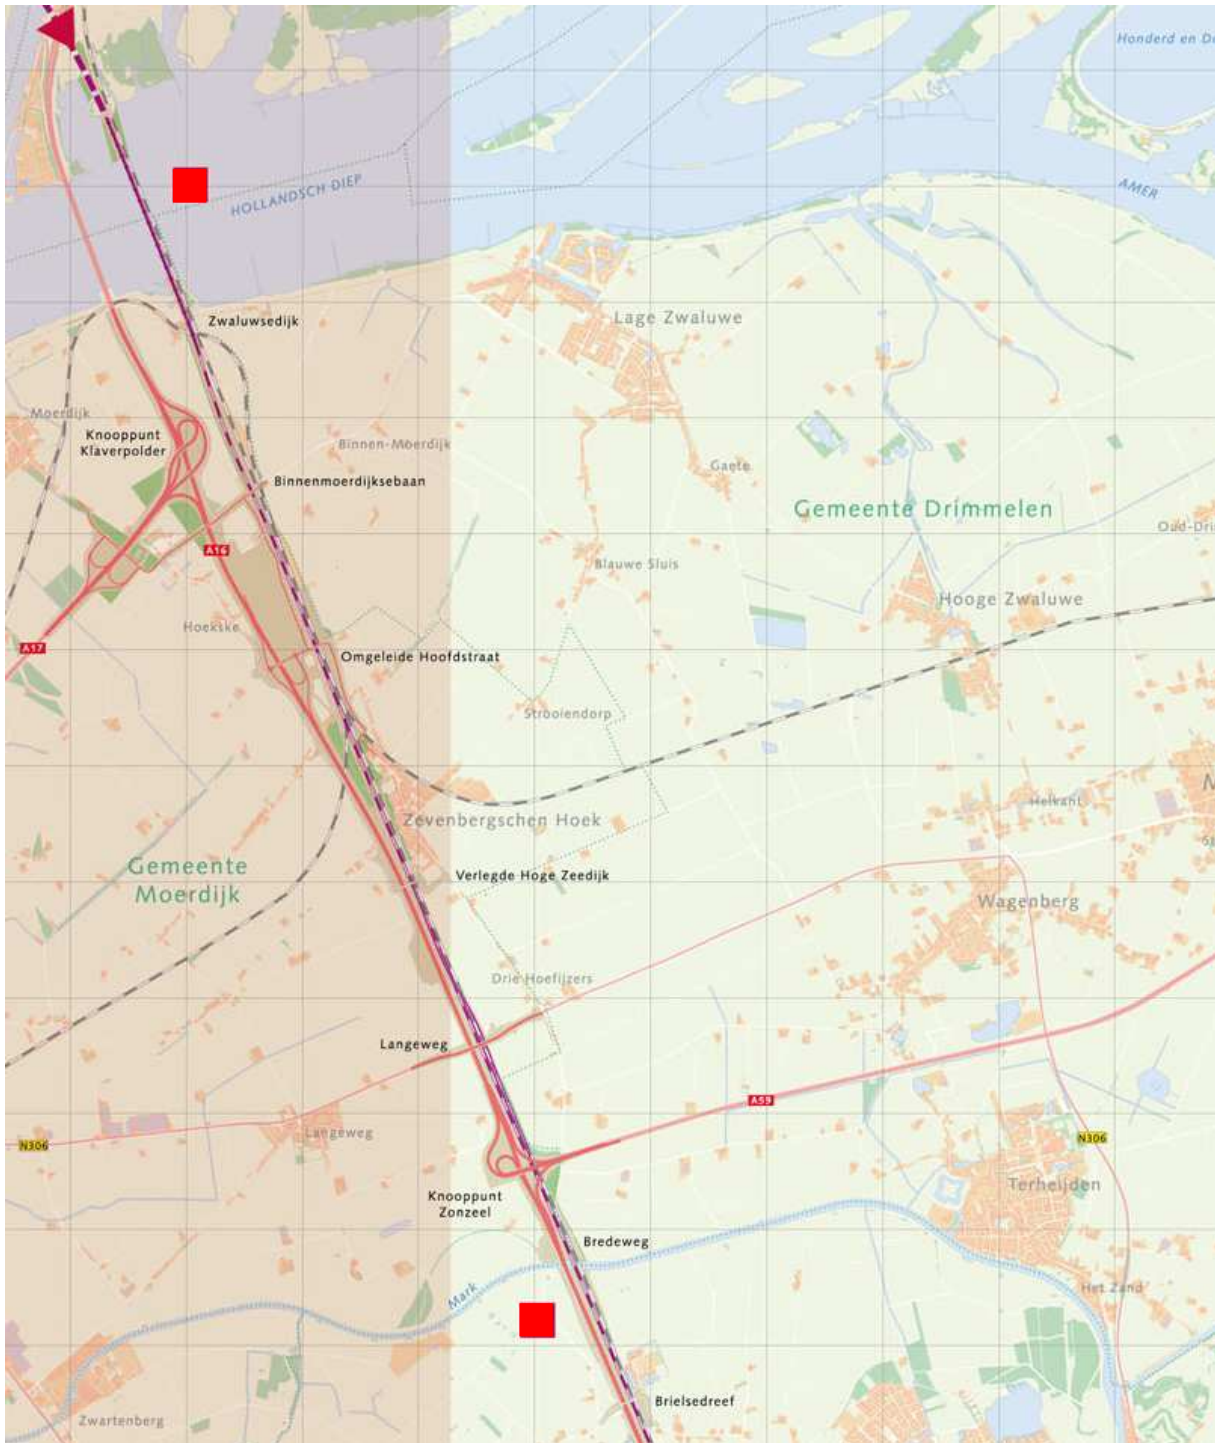 Honderd en D
HOLLANDSCH DIEP
AMER
Zwaluwsedijk
Lage Zwaluwe
Moerdijk
Knooppunt
Klaverpolder
Binnen-Moerdijk
Gaete
Binnenmoerdijksebaan
Gemeente Drimmelen
Oud-Dri
A16
Blauwe Sluis
Hooge Zwaluwe
Hoekske
A17
Omgeleide Hoofdstraat
Strooiendorp
M
Helkant
Zevenbergschen Hoek
Gemeente
Moerdijk
Verlegde Hoge Zeedijk
Wagenberg
Drie Hoefijzers
Langeweg
A59
Langeweg
N306
N306
Terheijden
Knooppunt
Zonzeel
Bredeweg
Mark
Het Zand
Brielsedreef
Zwartenberg